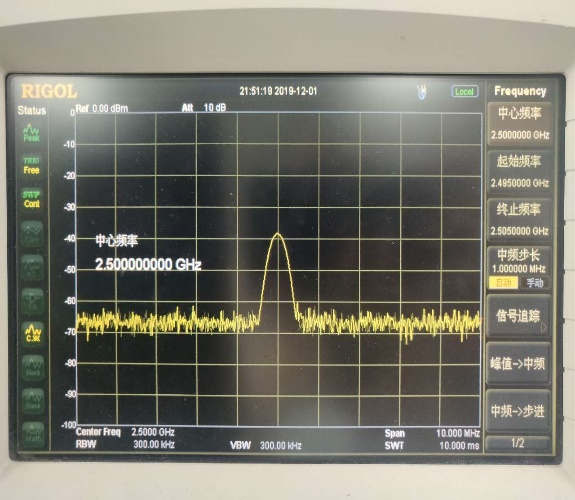 RIGOL
21:51:19 2019-12-01
Local
Frequency
Status
Ref 0.00 dBm
Att 10 dB
0
-10
-20
-30
-40
-50
-60
-70
-80
-90
-100
Peak
TRIG
Free
SWP
Cont
C.W.
Math
中心频率
2.500000000 GHz
Center Freq 2.5000 GHz
Span 10.000 MHz
RBW 300.00 kHz
VBW 300.00 kHz
SWT 10.000 ms
中心频率
2.5000000 GHz
起始频率
2.4950000 GHz
终止频率
2.5050000 GHz
中频步长
1.000000 MHz
自动 手动
信号追踪
峰值->中频
中频->步进
1/2